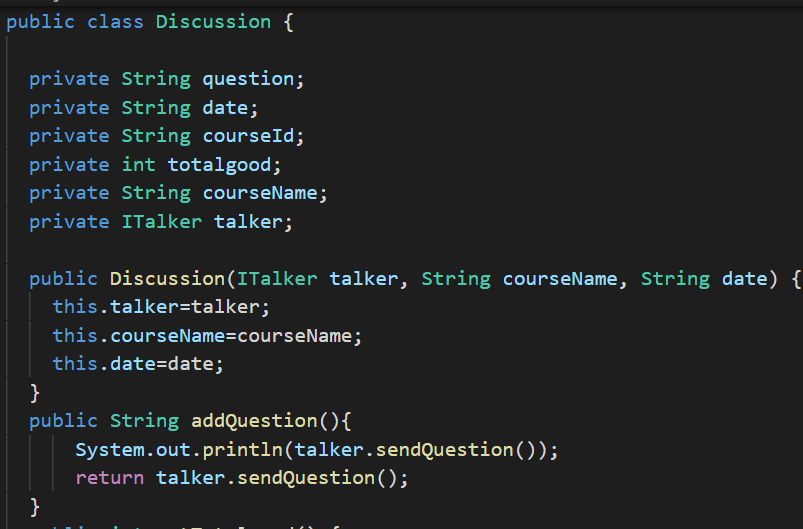 public class Discussion {
private String question;
private String date;
private String courseId;
private int totalgood;
private String courseName;
private ITalker talker;
public Discussion(ITalker talker, String courseName, String date) {
this.talker=talker;
this.courseName=courseName;
this.date=date;
}
public String addQuestion(){
System.out.println(talker.sendQuestion());
return talker.sendQuestion();
}